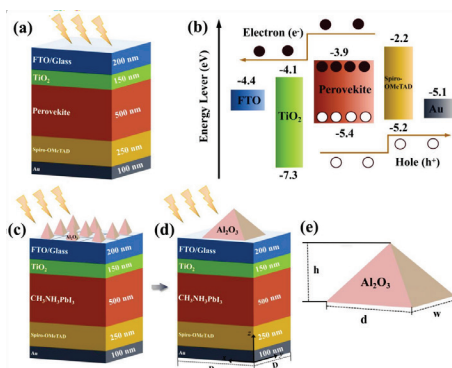 (a)
FTO/Glass
200 nm
TiO₂
150 nm
Perovekite
500 nm
Spiro-OMeTAD
250 nm
Au
100 nm
(b)
Energy Lever (eV)
Electron (e-)
-4.4
FTO
-4.1
TiO₂
-7.3
-3.9
Perovekite
-5.4
-2.2
Spiro-
OMeTAD
-5.2
-5.1
Au
Hole (h⁺)
(c)
Al₂O₃
FTO/Glass
200 nm
TiO₂
150 nm
CH₃NH₃PbI₃
500 nm
Spiro-OMeTAD
250 nm
Au
100 nm
(d)
Al₂O₃
FTO/Glass
200 nm
TiO₂
150 nm
CH₃NH₃PbI₃
500 nm
Spiro-OMeTAD
250 nm
Au
100 nm
z
D
(e)
Al₂O₃
h
d
w